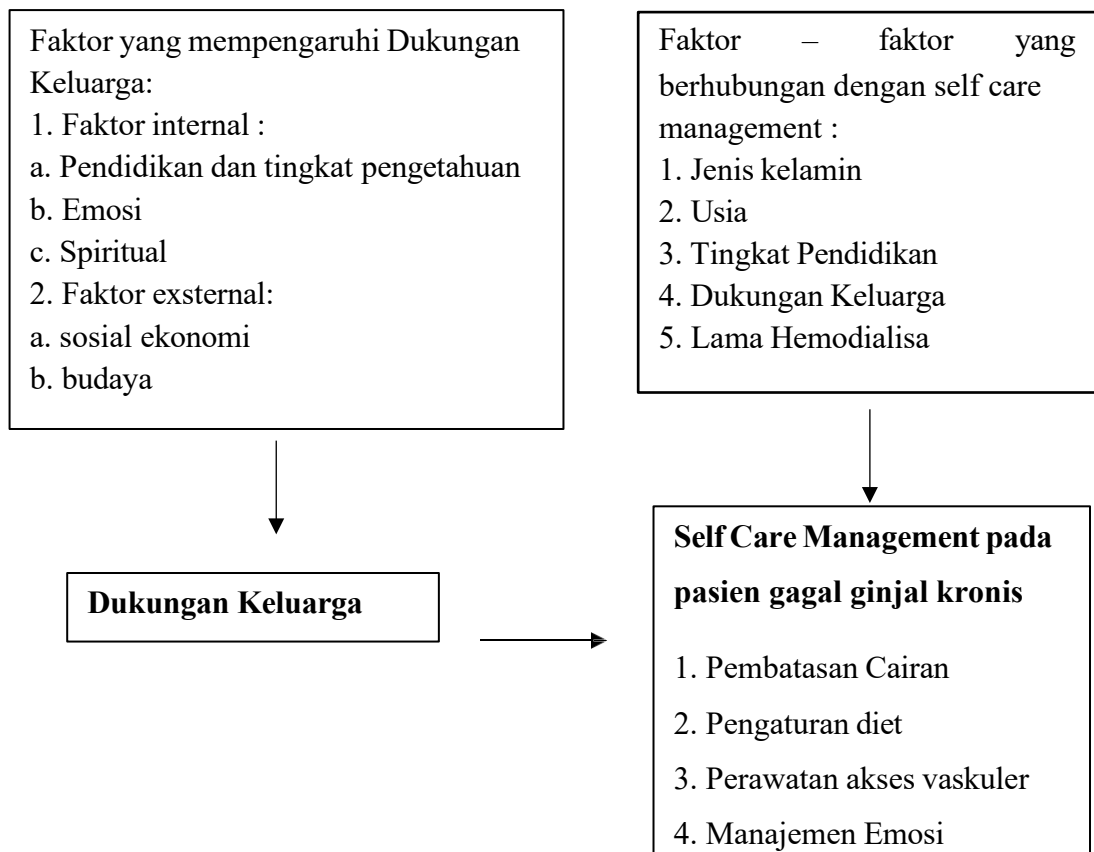 Faktor yang mempengaruhi Dukungan
Keluarga:
1. Faktor internal :
a. Pendidikan dan tingkat pengetahuan
b. Emosi
c. Spiritual
2. Faktor exsternal:
a. sosial ekonomi
b. budaya
Faktor – faktor yang
berhubungan dengan self care
management :
1. Jenis kelamin
2. Usia
3. Tingkat Pendidikan
4. Dukungan Keluarga
5. Lama Hemodialisa
Dukungan Keluarga
Self Care Management pada
pasien gagal ginjal kronis
1. Pembatasan Cairan
2. Pengaturan diet
3. Perawatan akses vaskuler
4. Manajemen Emosi